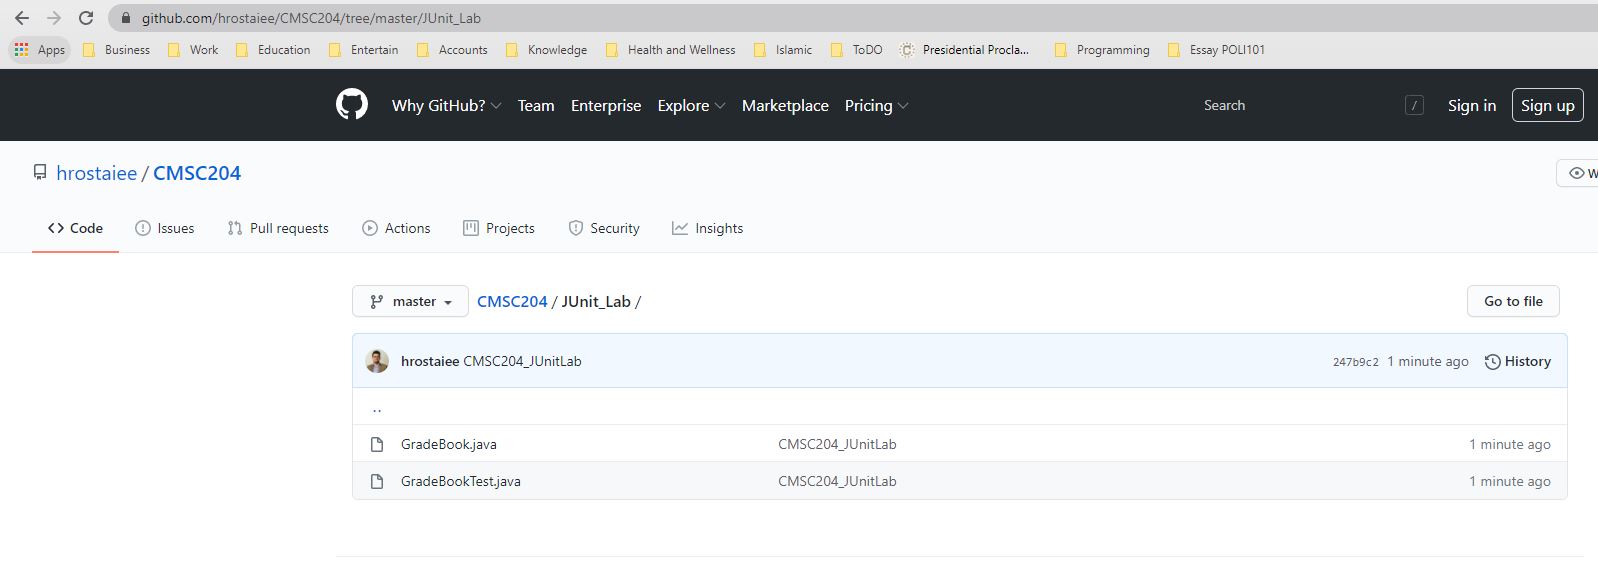 github.com/hrostaiee/CMSC204/tree/master/JUnit_Lab
Apps Business Work Education Entertain Accounts Knowledge Health and Wellness Islamic ToDO Presidential Procla... Programming Essay POLI101
Why GitHub? Team Enterprise Explore Marketplace Pricing Search / Sign in Sign up
hrostaiee / CMSC204 W
Code Issues Pull requests Actions Projects Security Insights
master CMSC204 / JUnit_Lab / Go to file
hrostaiee CMSC204_JUnitLab 247b9c2 1 minute ago History
..
GradeBook.java CMSC204_JUnitLab 1 minute ago
GradeBookTest.java CMSC204_JUnitLab 1 minute ago